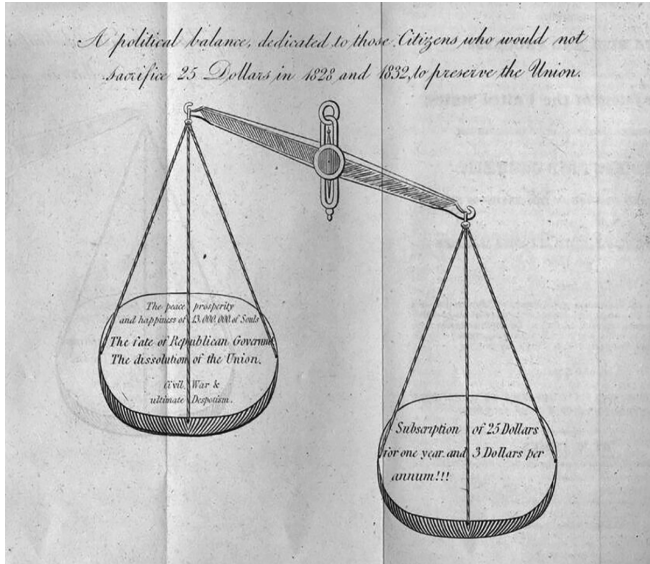 A political balance, dedicated to those Citizens who would not
Sacrifice 25 Dollars in 1828 and 1832, to preserve the Union.
The peace prosperity
and happiness of 13,000,000 of Souls
The fate of Republican Governm
The dissolution of the Union.
Civil War &
ultimate Despotism.
Subscription of 25 Dollars
for one year and 3 Dollars per
annum!!!